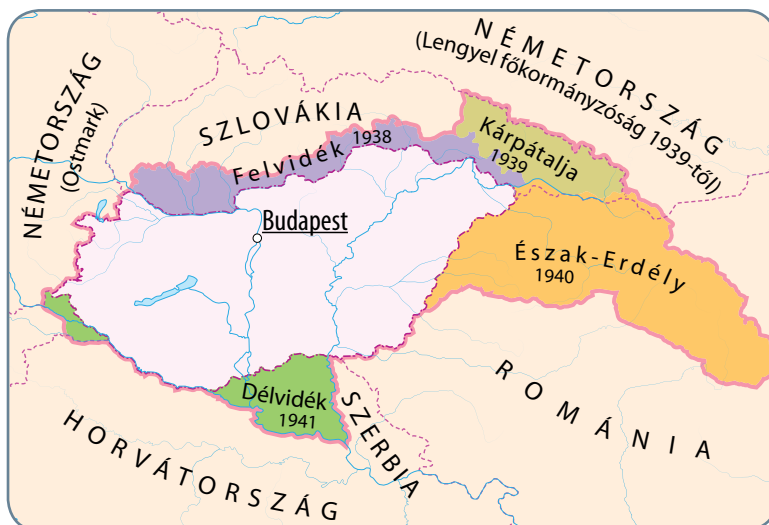 NÉMETORSZÁG
(Lengyel főkormányzóság 1939-től)
NÉMETORSZÁG
(Ostmark)
SZLOVÁKIA
Felvidék 1938
Kárpátalja
1939
Budapest
Észak-Erdély
1940
Délvidék
1941
SZERBIA
ROMÁNIA
HORVÁTORSZÁG